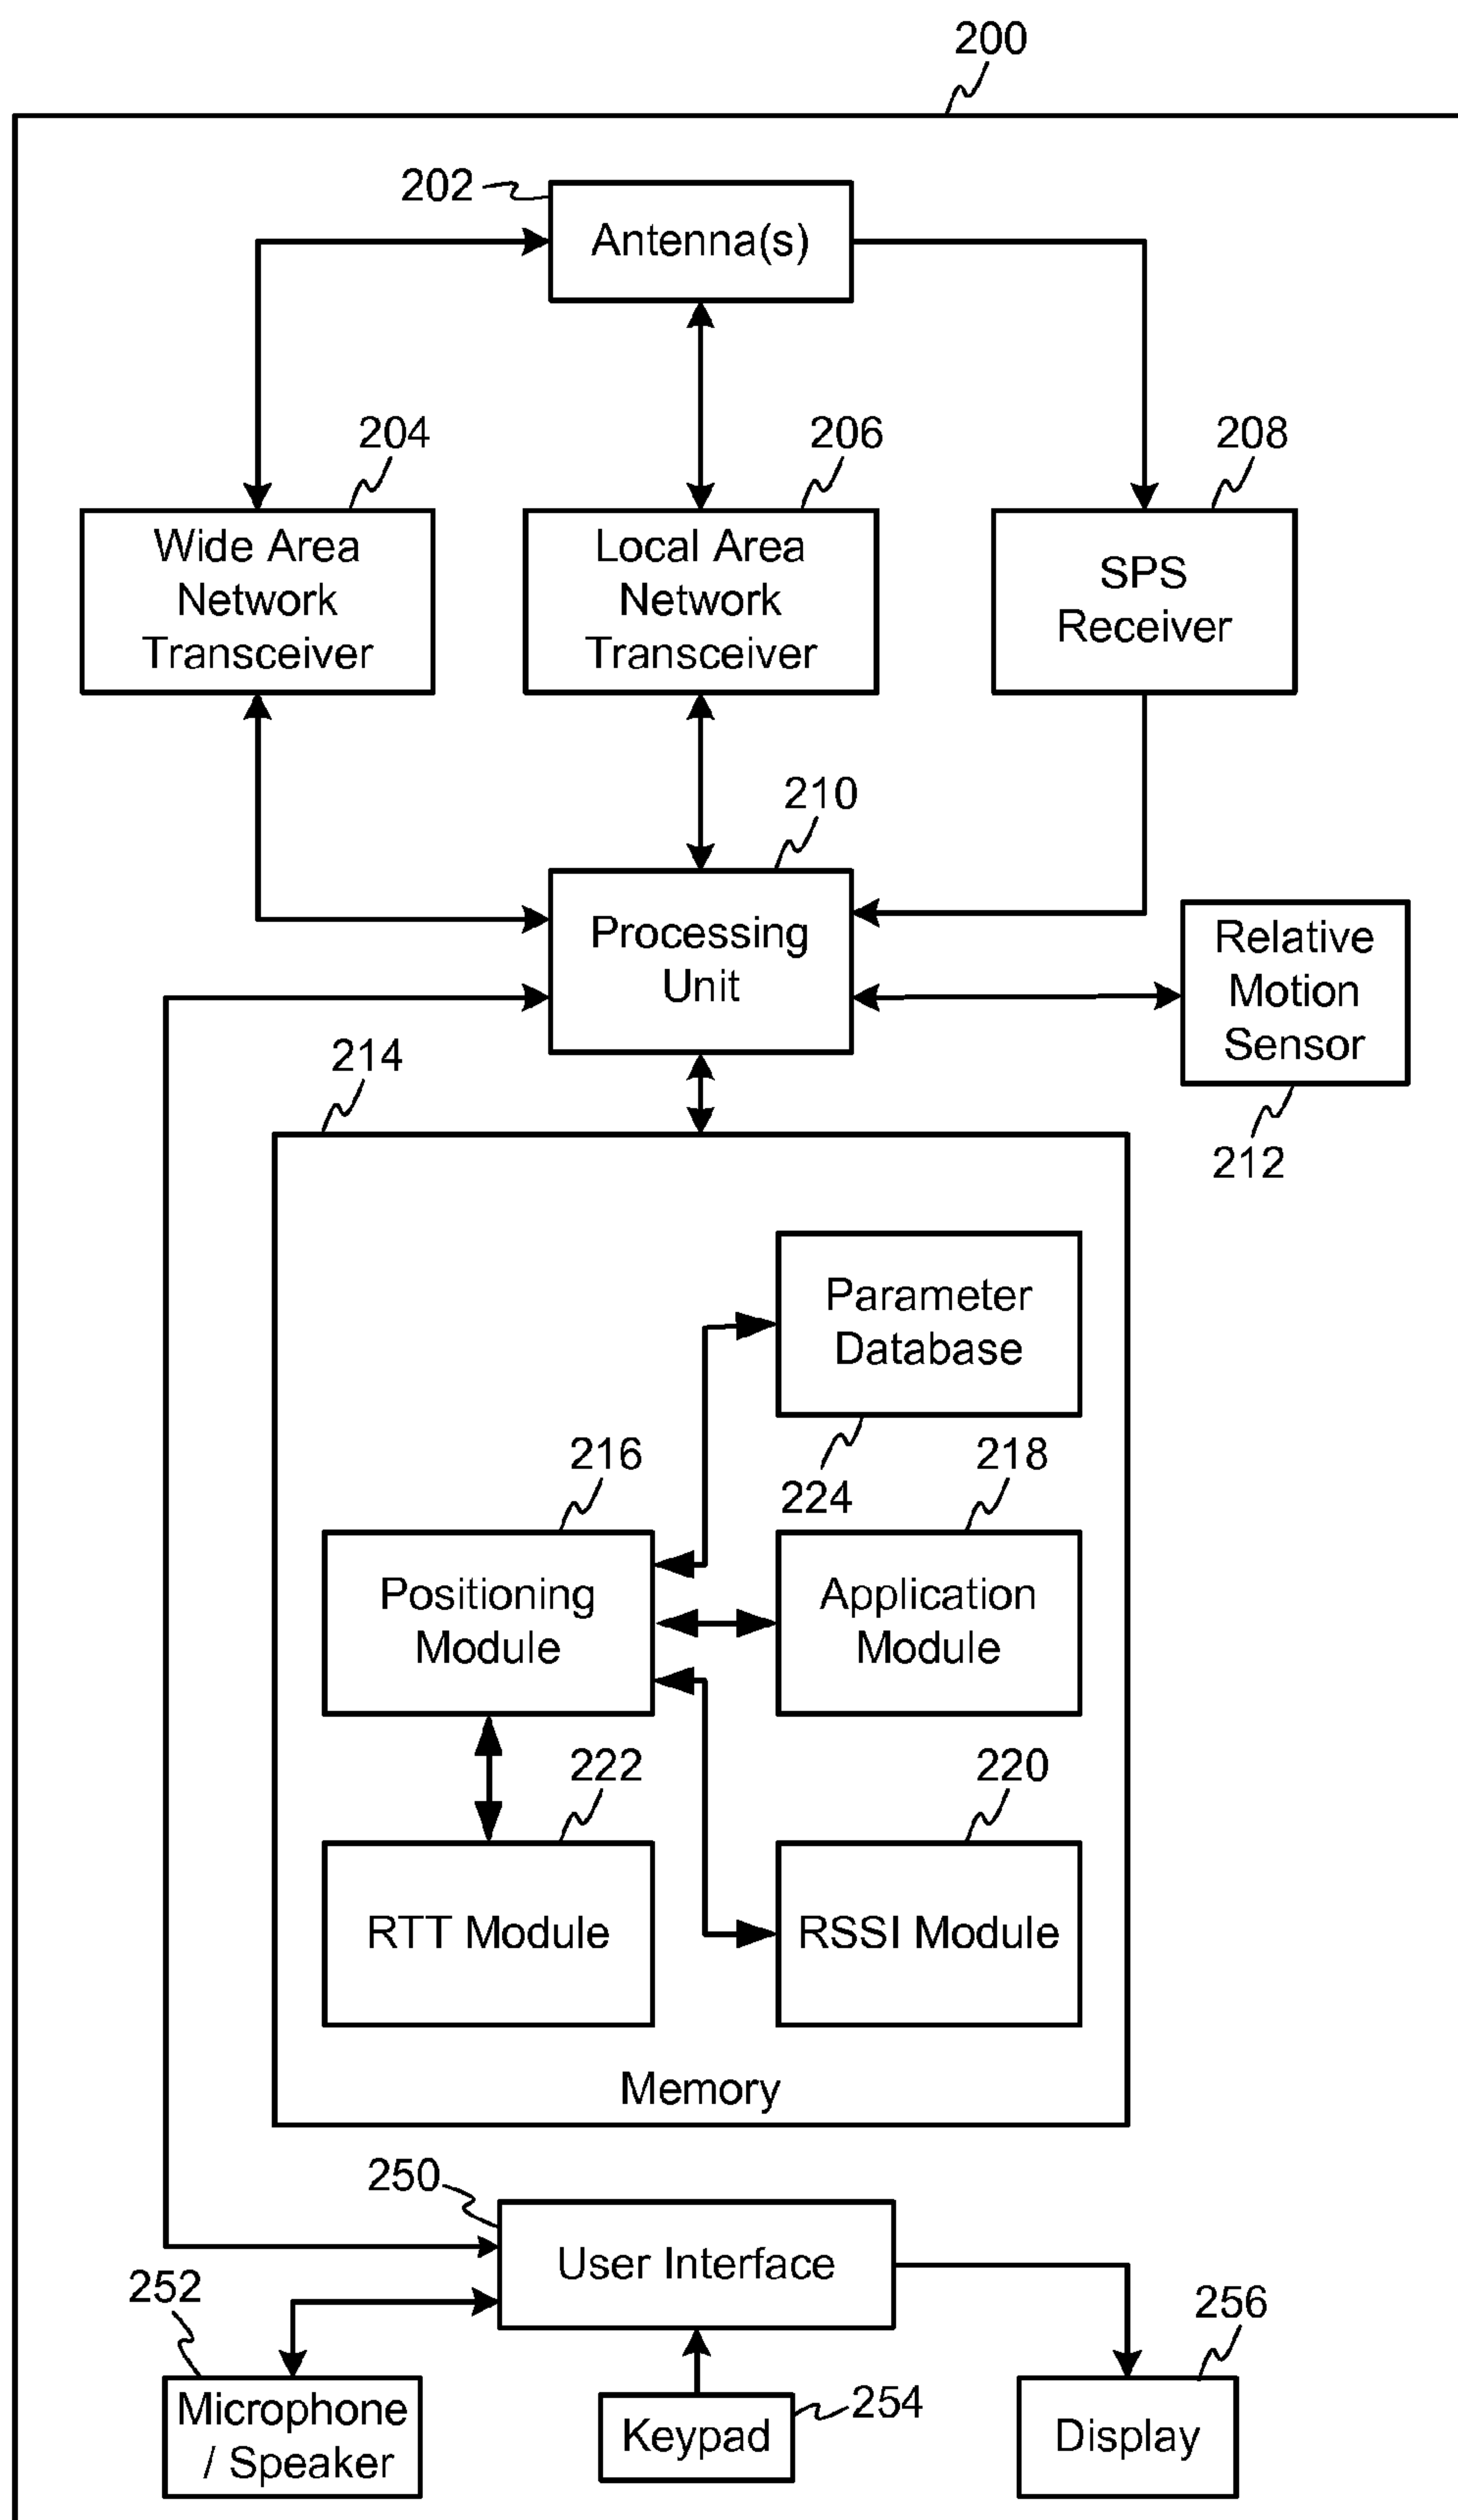 200
202
Antenna(s)
204
206
208
Wide Area
Network
Transceiver
Local Area
Network
Transceiver
SPS
Receiver
210
Processing
Unit
Relative
Motion
Sensor
212
214
Parameter
Database
224
216
218
Positioning
Module
Application
Module
222
220
RTT Module
RSSI Module
Memory
250
User Interface
252
256
Microphone
/ Speaker
Keypad
254
Display